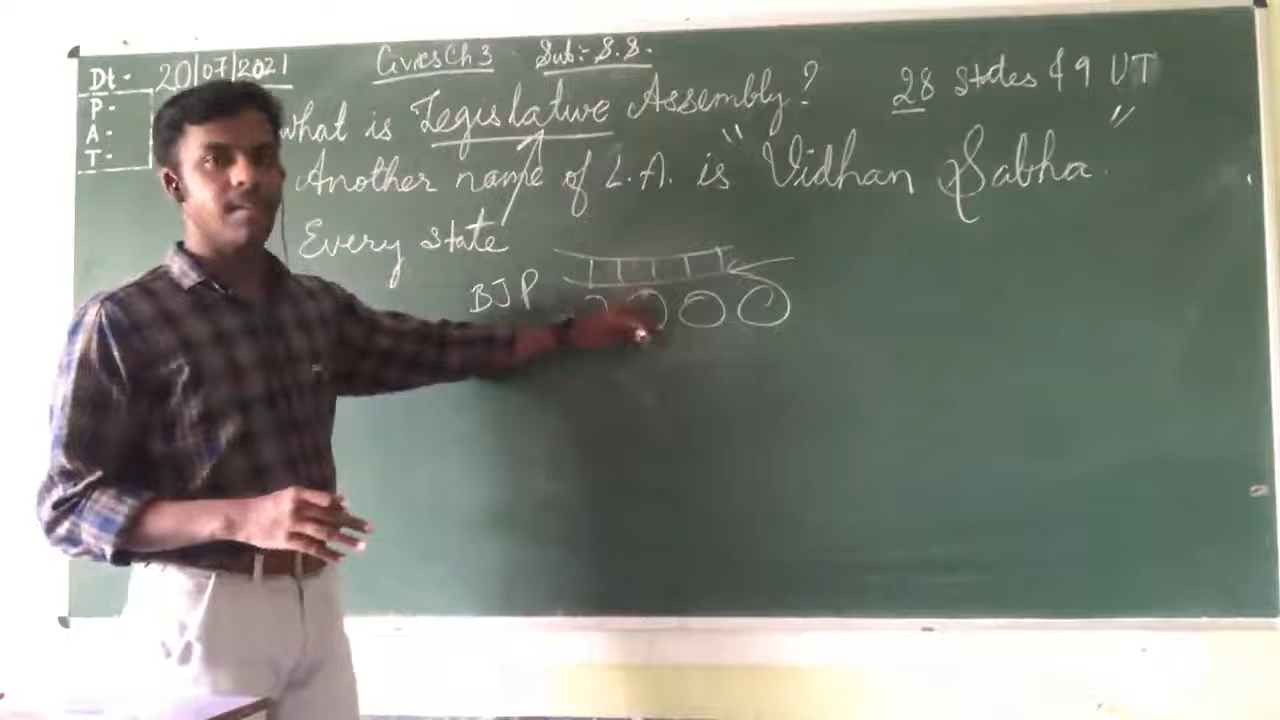 Dt - 20/07/2021 Civics Ch 3 Sub:- S.S.
P -
A -
T -
what is Legislative Assembly? 28 States & 9 UT
Another name of L.A. is "Vidhan Sabha"
Every state
BJP